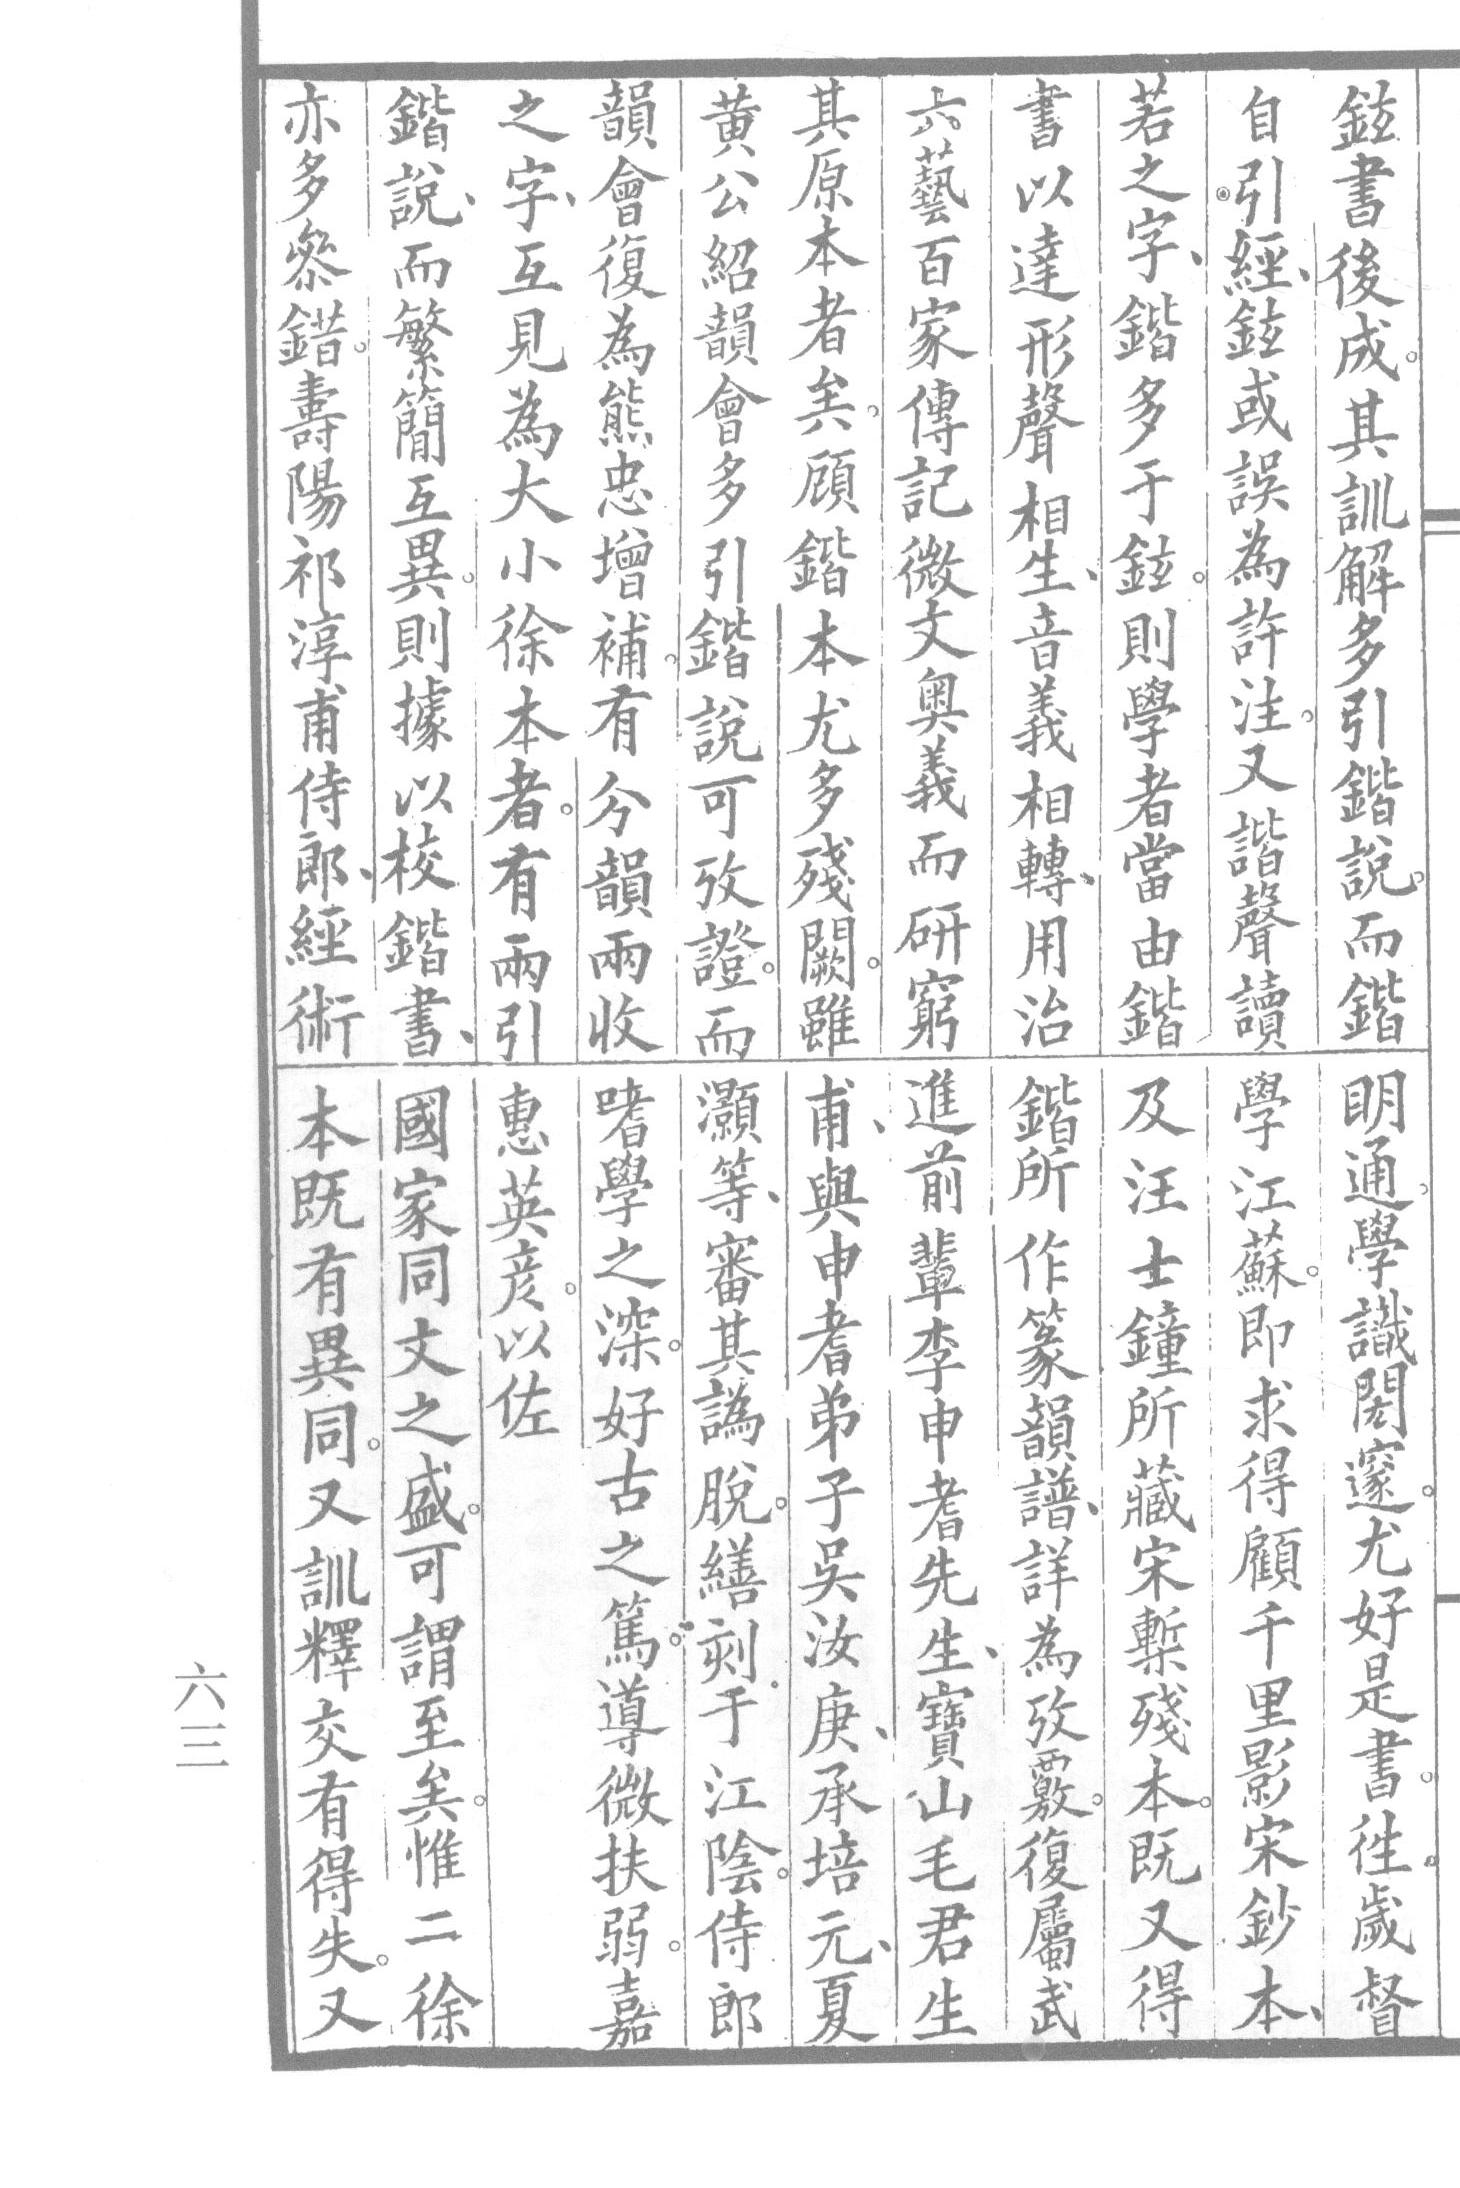 鉉書後成。其訓解多引鍇說。而鍇
自引經、鉉或誤為許注。又諧聲讀
若之字、鍇多于鉉。則學者當由鍇
書以達形聲相生、音義相轉、用治
六藝百家傳記微文奧義而研窮
其原本者矣。顧鍇本尤多殘闕。雖
黄公紹韻會多引鍇說可攷證。而
韻會復為熊忠增補。有今韻兩收
之字、互見為大小徐本者。有兩引
鍇說、而繁簡互異。則據以校鍇書、
亦多叅錯。壽陽祁淳甫侍郎、經術
明通。學識閎邃。尤好是書。徃歲督
學江蘇。即求得顧千里影宋鈔本、
及汪士鐘所藏宋槧殘本。既又得
鍇所作篆韻譜、詳為攷覈。復屬武
進前輩李申耆先生、寶山毛君生
甫、與申耆弟子吳汝庚、承培元、夏
灝等、審其譌脫。繕刻于江陰。侍郎
嗜學之深。好古之篤。導微扶弱。嘉
惠英彦。以佐
國家同文之盛。可謂至矣。惟二徐
本既有異同。又訓釋交有得失。又
六三